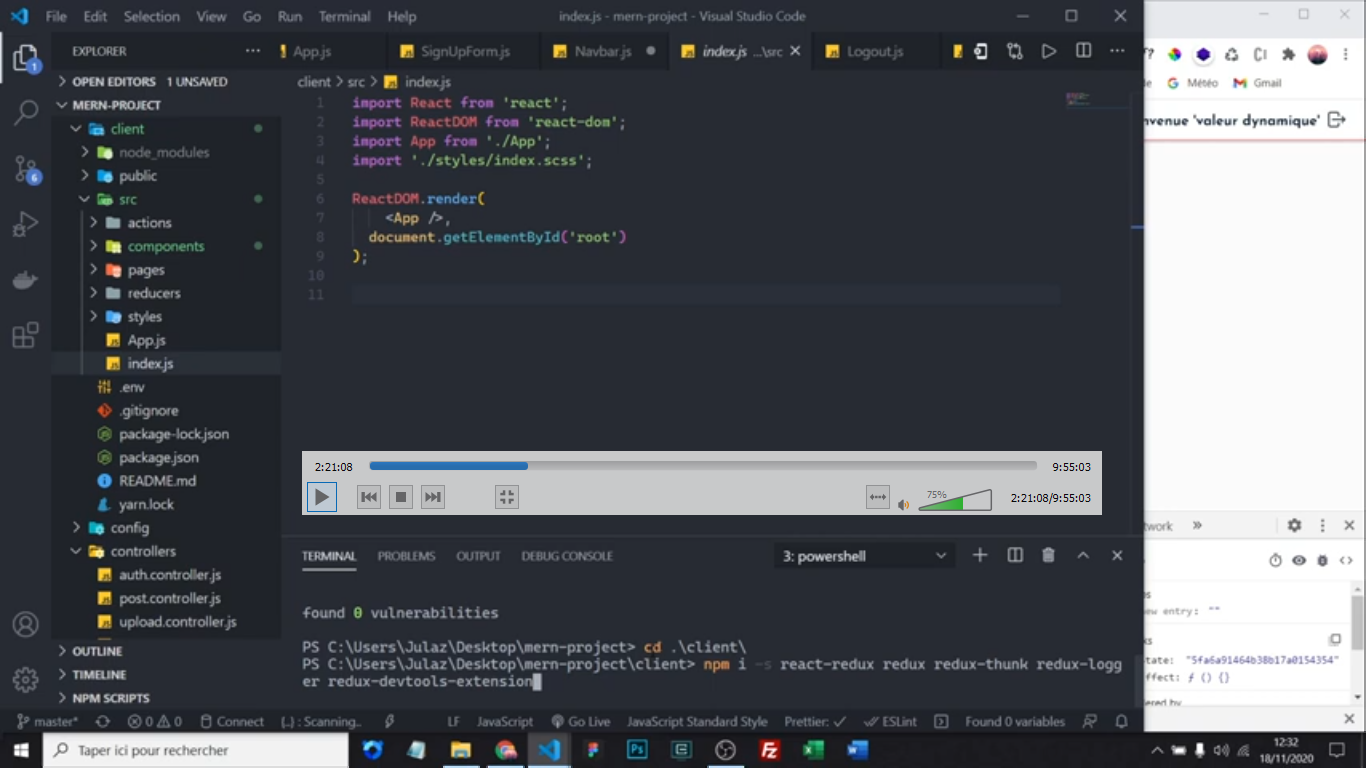 File Edit Selection View Go Run Terminal Help index.js - mern-project - Visual Studio Code
EXPLORER
App.js SignUpForm.js Navbar.js index.js ...\src Logout.js
OPEN EDITORS 1 UNSAVED
MERN-PROJECT
client
node_modules
public
src
actions
components
pages
reducers
styles
App.js
index.js
.env
.gitignore
package-lock.json
package.json
README.md
yarn.lock
config
controllers
auth.controller.js
post.controller.js
upload.controller.js
OUTLINE
TIMELINE
NPM SCRIPTS
1
6
client > src > index.js
1 import React from 'react';
2 import ReactDOM from 'react-dom';
3 import App from './App';
4 import './styles/index.scss';
5
6 ReactDOM.render(
7 <App />,
8 document.getElementById('root')
9 );
10
11
2:21:08 9:55:03
75% 2:21:08/9:55:03
TERMINAL PROBLEMS OUTPUT DEBUG CONSOLE 3: powershell
found 0 vulnerabilities
PS C:\Users\Julaz\Desktop\mern-project> cd .\client\
PS C:\Users\Julaz\Desktop\mern-project\client> npm i -s react-redux redux redux-thunk redux-logg
er redux-devtools-extension
master* 0 0 Connect {..} : Scanning.. LF JavaScript Go Live JavaScript Standard Style Prettier: ESLint Found 0 variables
Météo Gmail
nvenue 'valeur dynamique'
twork »
ew entry: ""
tate: "5fa6a91464b38b17a0154354"
ffect: ƒ () {}
ered by
Taper ici pour rechercher
12:32
18/11/2020